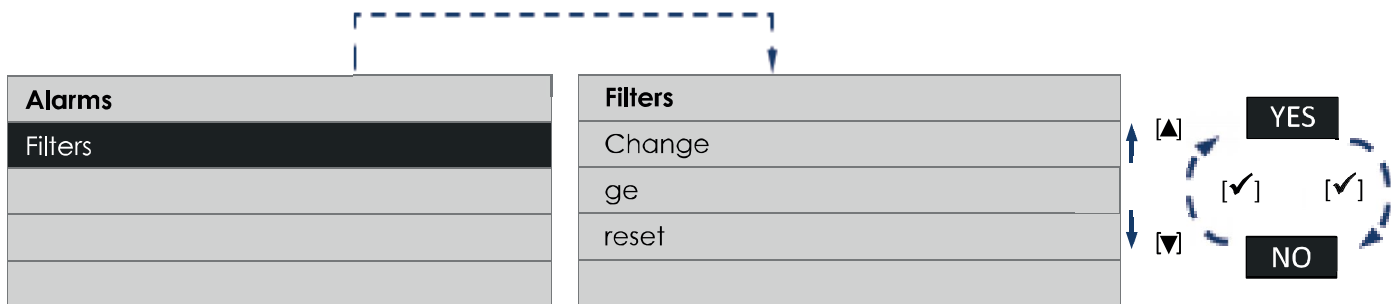 Alarms
Filters
Filters
Change
ge
reset
[▲]
[▼]
YES
[✓] [✓]
NO